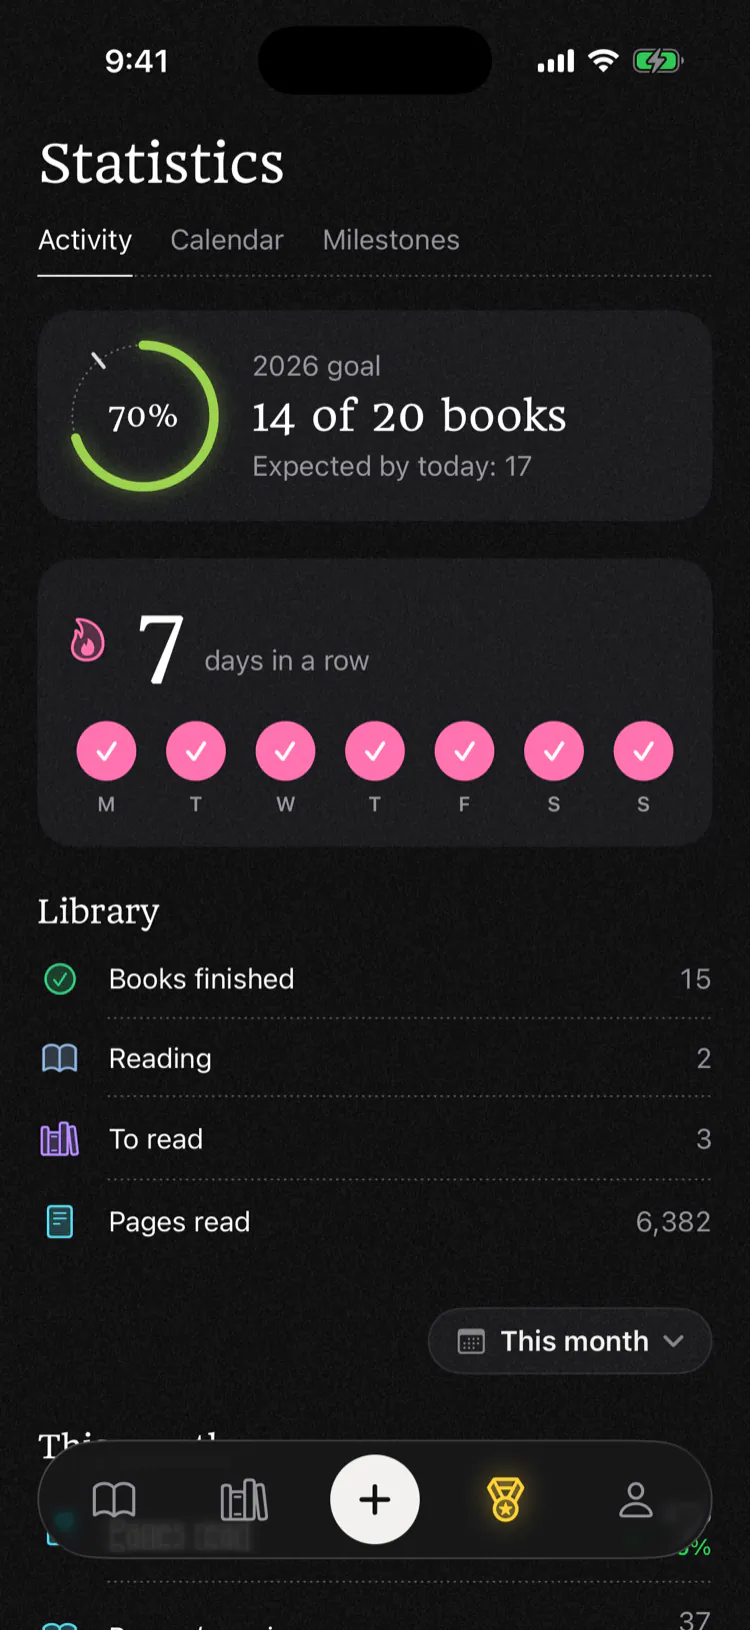 9:41
Statistics
Activity Calendar Milestones
70%
2026 goal
14 of 20 books
Expected by today: 17
7 days in a row
M T W T F S S
Library
Books finished 15
Reading 2
To read 3
Pages read 6,382
This month
37